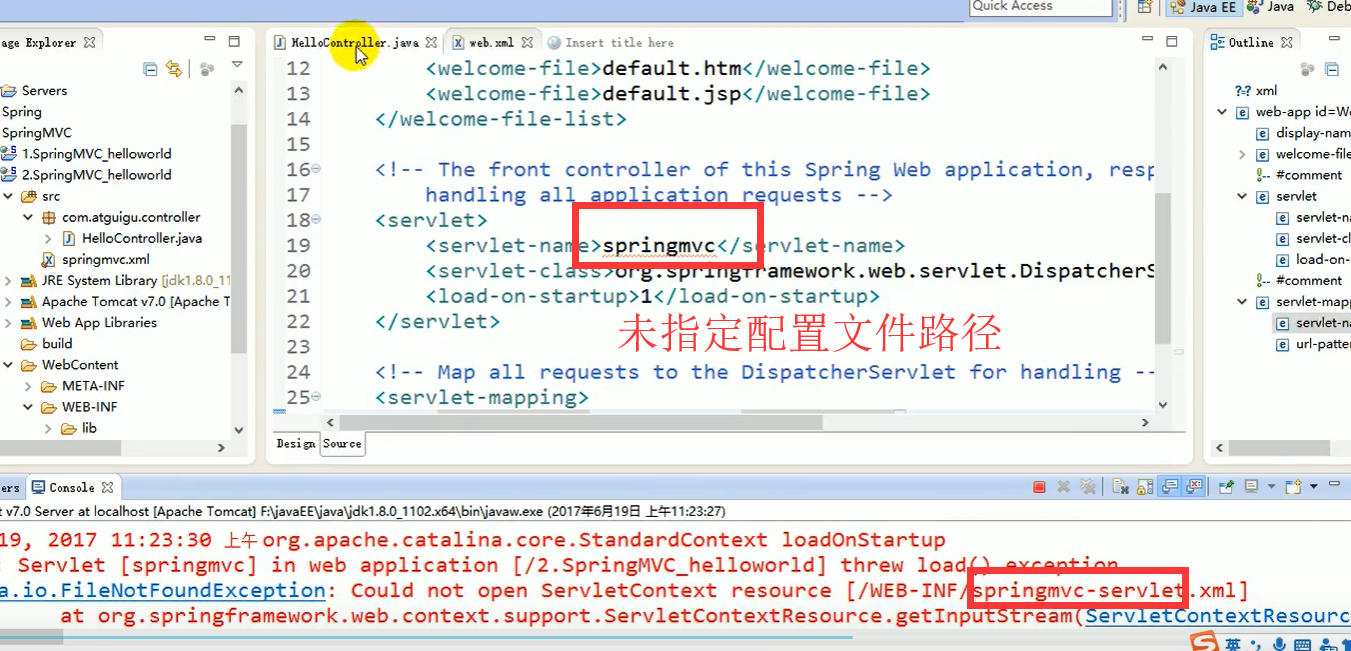 Quick Access
Java EE
Java
Deb
age Explorer
HelloController.java
web.xml
Insert title here
Outline
Servers
Spring
SpringMVC
1.SpringMVC_helloworld
2.SpringMVC_helloworld
src
com.atguigu.controller
HelloController.java
springmvc.xml
JRE System Library [jdk1.8.0_11
Apache Tomcat v7.0 [Apache T
Web App Libraries
build
WebContent
META-INF
WEB-INF
lib
12 <welcome-file>default.htm</welcome-file>
13 <welcome-file>default.jsp</welcome-file>
14 </welcome-file-list>
15
16 <!-- The front controller of this Spring Web application, resp
17 handling all application requests -->
18 <servlet>
19 <servlet-name>springmvc</servlet-name>
20 <servlet-class>org.springframework.web.servlet.DispatcherS
21 <load-on-startup>1</load-on-startup>
22 </servlet>
未指定配置文件路径
23
24 <!-- Map all requests to the DispatcherServlet for handling --
25 <servlet-mapping>
Design Source
?=? xml
web-app id=We
display-nam
welcome-file
#comment
servlet
servlet-na
servlet-cl
load-on-
#comment
servlet-mapp
servlet-na
url-patter
ers
Console
t v7.0 Server at localhost [Apache Tomcat] F:\javaEE\java\jdk1.8.0_1102.x64\bin\javaw.exe (2017年6月19日 上午11:23:27)
19, 2017 11:23:30 上午 org.apache.catalina.core.StandardContext loadOnStartup
: Servlet [springmvc] in web application [/2.SpringMVC_helloworld] threw load() exception
a.io.FileNotFoundException: Could not open ServletContext resource [/WEB-INF/springmvc-servlet.xml]
at org.springframework.web.context.support.ServletContextResource.getInputStream(ServletContextResourc
英